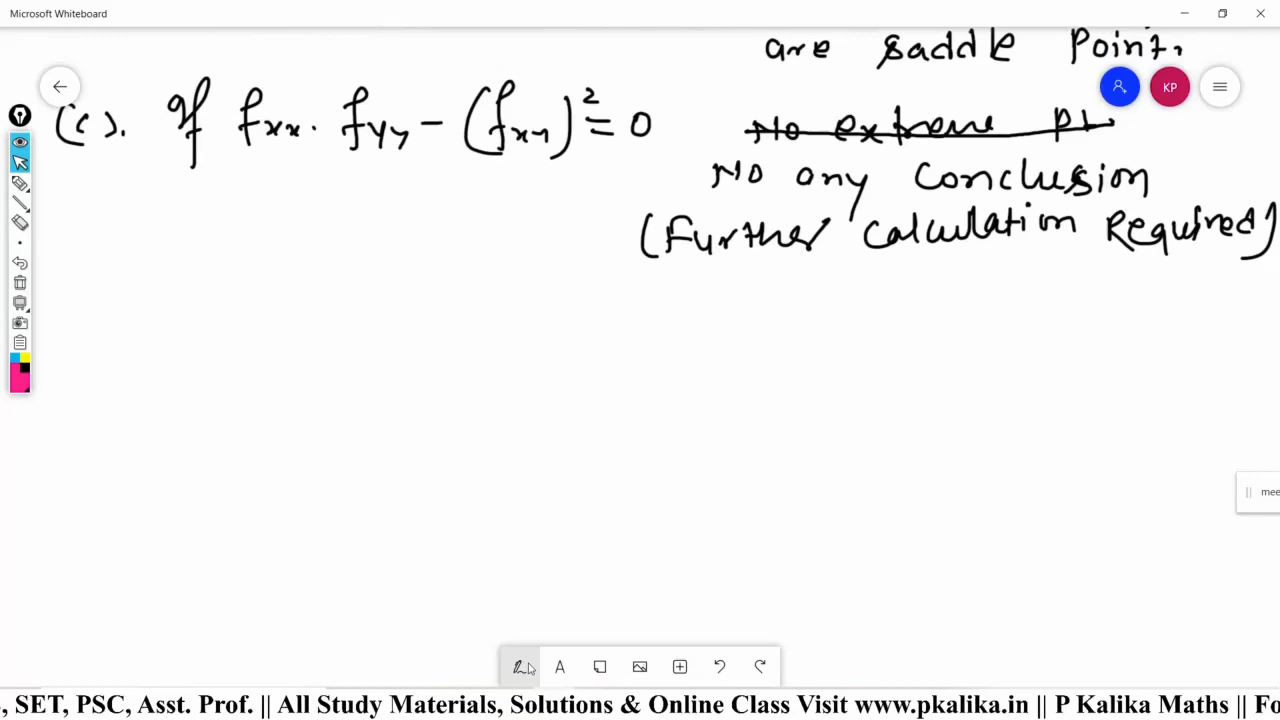 Microsoft Whiteboard
are saddle point.
(c). If fxx. fyy - (fxy)² = 0
KP
No extreme pt
No any Conclusion
(Further calculation Required)
mee
A
, SET, PSC, Asst. Prof. || All Study Materials, Solutions & Online Class Visit www.pkalika.in || P Kalika Maths || Fo